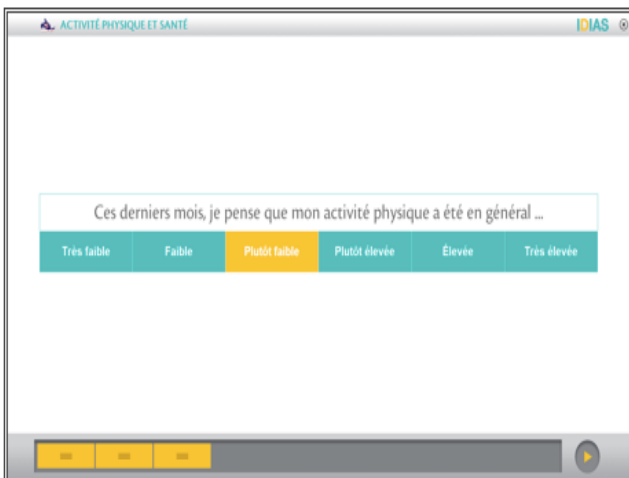 ACTIVITÉ PHYSIQUE ET SANTÉ
IDIAS
Ces derniers mois, je pense que mon activité physique a été en général ...
Très faible Faible Plutôt faible Plutôt élevée Élevée Très élevée